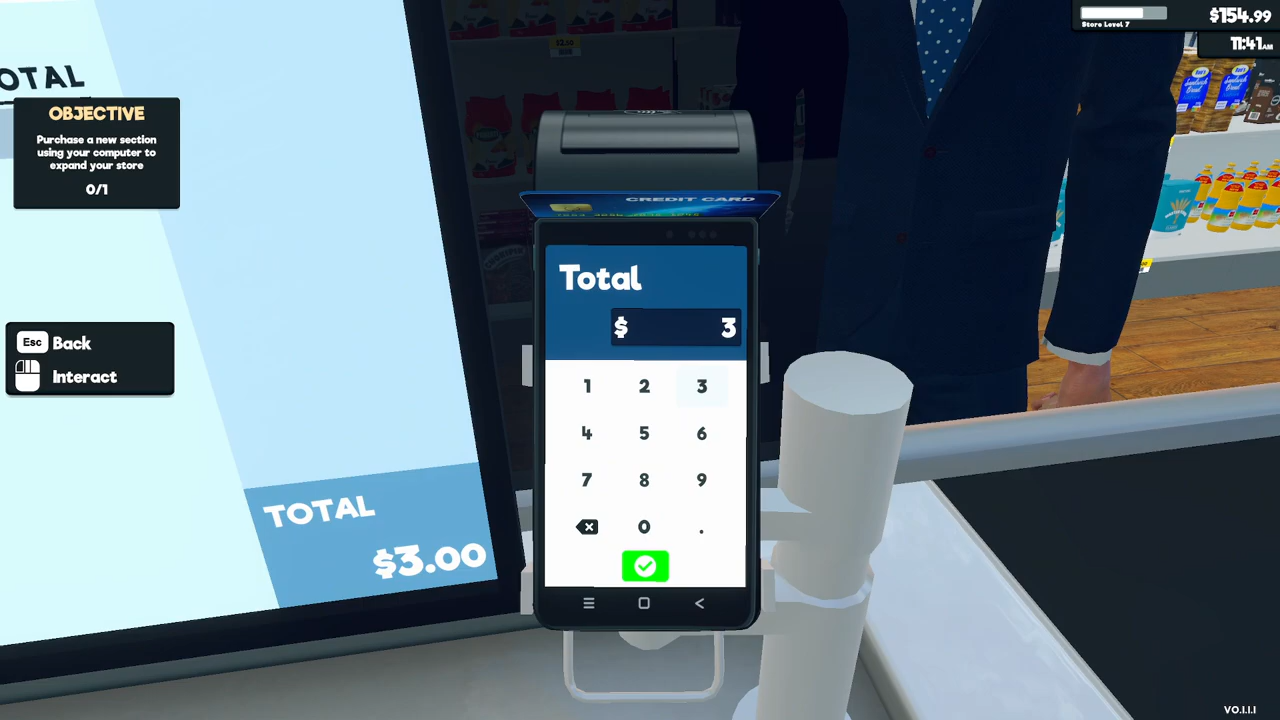 $154.99
Store Level 7
11:41AM
OTAL
OBJECTIVE
Purchase a new section
using your computer to
expand your store
0/1
Esc Back
Interact
CREDIT CARD
Total
$ 3
1 2 3
4 5 6
7 8 9
0 .
TOTAL
$3.00
V0.1.1.1